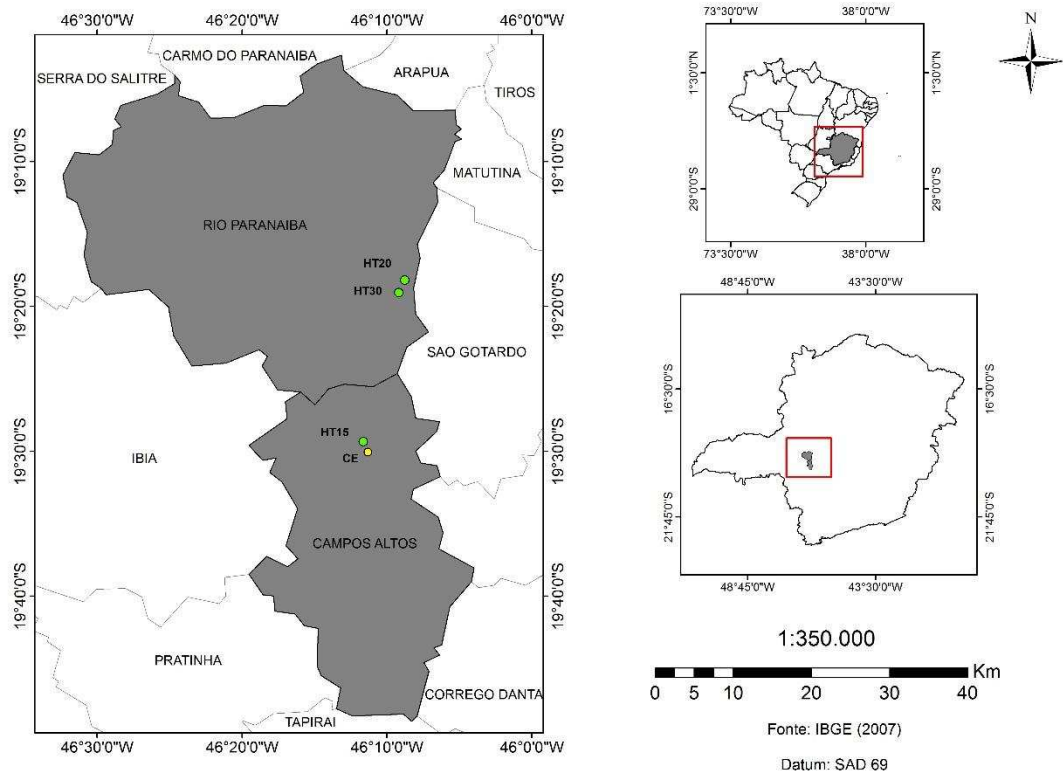 46°30'0"W 46°20'0"W 46°10'0"W 46°0'0"W
CARMO DO PARANAIBA
SERRA DO SALITRE
ARAPUA
TIROS
19°10'0"S
19°10'0"S
MATUTINA
RIO PARANAIBA
HT20
HT30
19°20'0"S
19°20'0"S
SAO GOTARDO
HT15
CE
19°30'0"S
19°30'0"S
IBIA
CAMPOS ALTOS
19°40'0"S
19°40'0"S
PRATINHA
CORREGO DANTA
TAPIRAI
46°30'0"W 46°20'0"W 46°10'0"W 46°0'0"W
73°30'0"W 38°0'0"W
N
1°30'0"N
1°30'0"N
29°0'0"S
29°0'0"S
73°30'0"W 38°0'0"W
48°45'0"W 43°30'0"W
16°30'0"S
16°30'0"S
21°45'0"S
21°45'0"S
48°45'0"W 43°30'0"W
1:350.000
Km
0 5 10 20 30 40
Fonte: IBGE (2007)
Datum: SAD 69